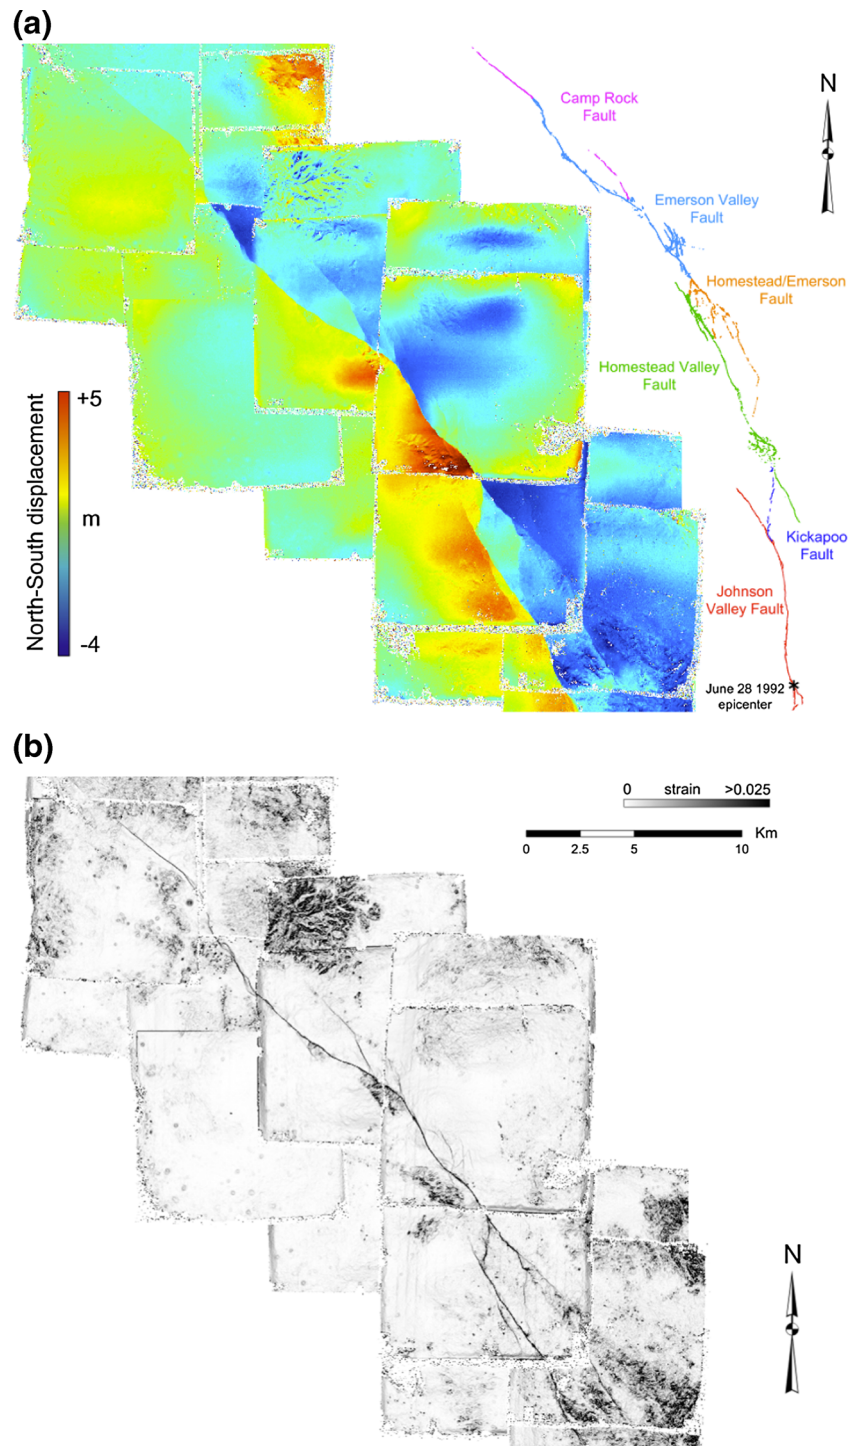 (a)
N
Camp Rock
Fault
Emerson Valley
Fault
Homestead/Emerson
Fault
Homestead Valley
Fault
Kickapoo
Fault
Johnson
Valley Fault
June 28 1992
epicenter
North-South displacement
+5
m
-4
(b)
0 strain >0.025
Km
0 2.5 5 10
N